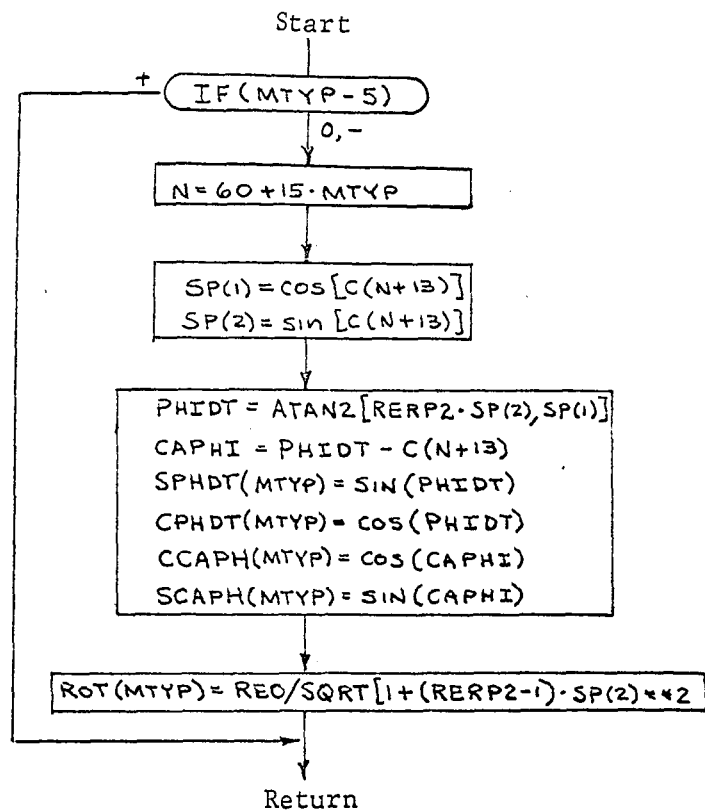 Start
+
IF(MTYP-5)
0,-
N=60+15·MTYP
SP(1)=COS[C(N+13)]
SP(2)=sin[C(N+13)]
PHIDT = ATAN2[RERP2·SP(2),SP(1)]
CAPHI = PHIDT - C(N+13)
SPHDT(MTYP)=SIN(PHIDT)
CPHDT(MTYP)=COS(PHIDT)
CCAPH(MTYP)=COS(CAPHI)
SCAPH(MTYP)=SIN(CAPHI)
ROT(MTYP)=REO/SQRT[1+(RERP2-1)·SP(2)**2
Return